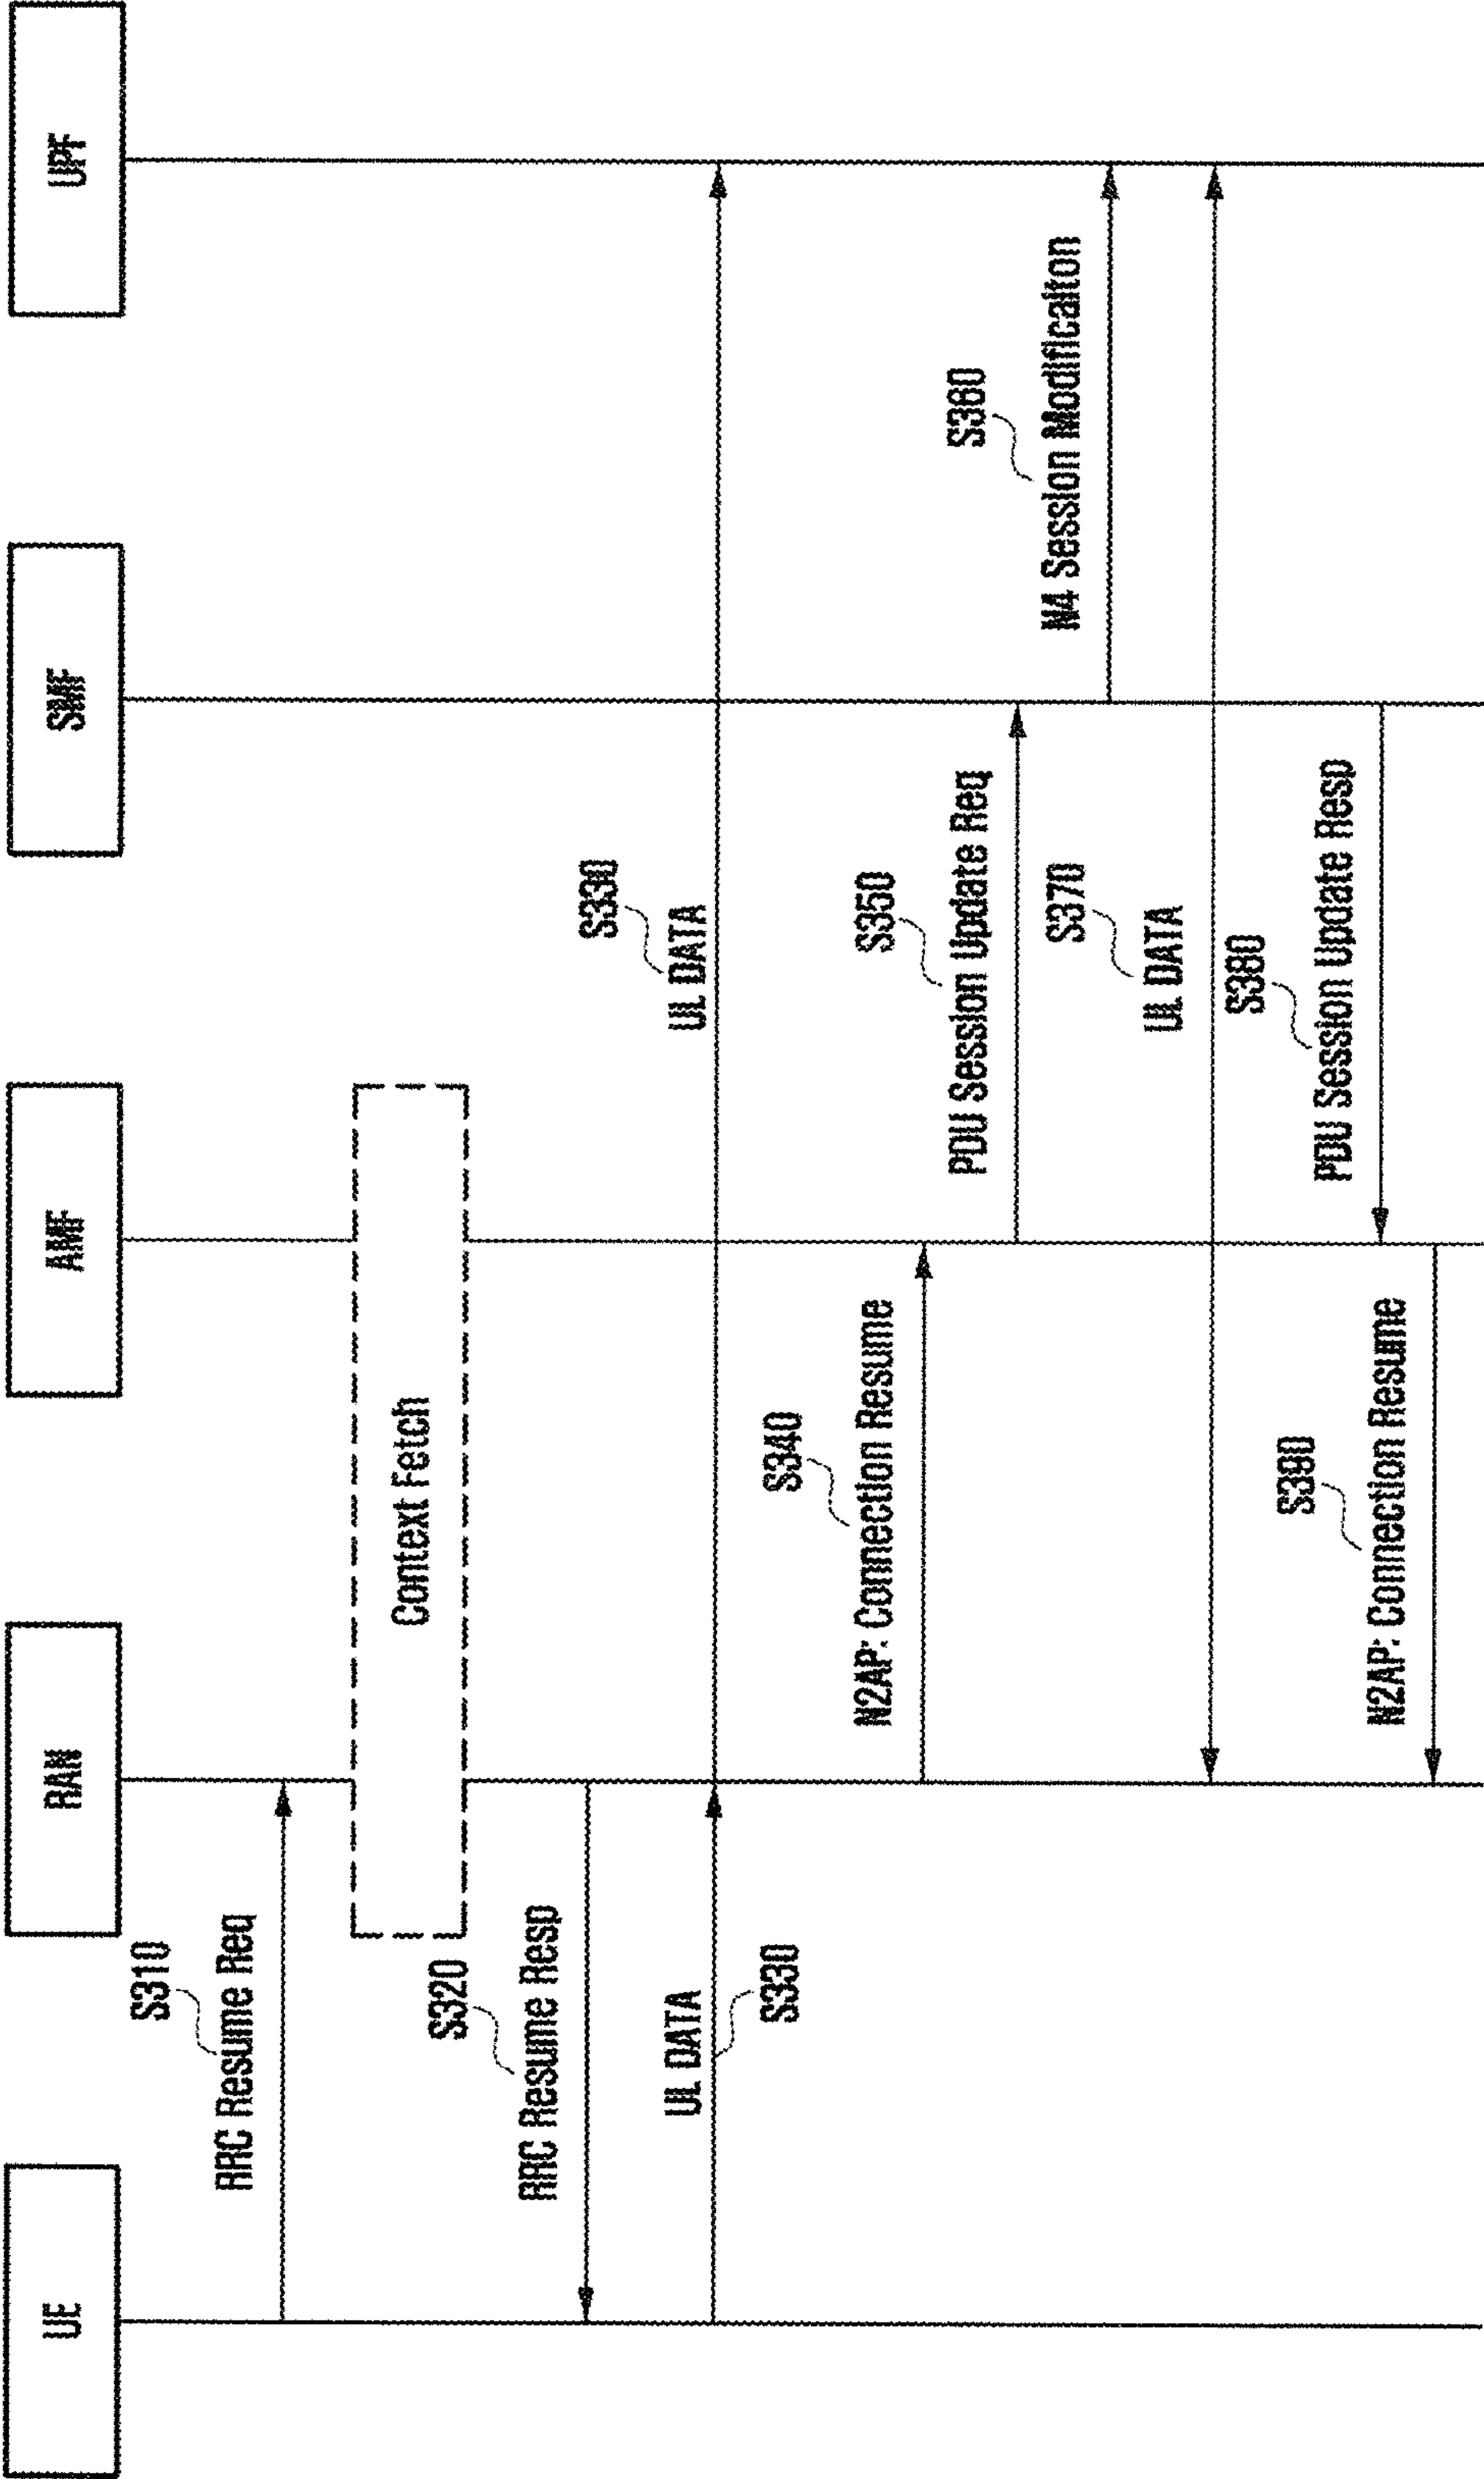 UE
RAN
AMF
SMF
UPF
S310
RRC Resume Req
Context Fetch
S320
RRC Resume Resp
UL DATA
S330
S330
UL DATA
S340
N2AP: Connection Resume
S350
PDU Session Update Req
S360
N4 Session Modificaiton
S370
UL DATA
S380
PDU Session Update Resp
S390
N2AP: Connection Resume